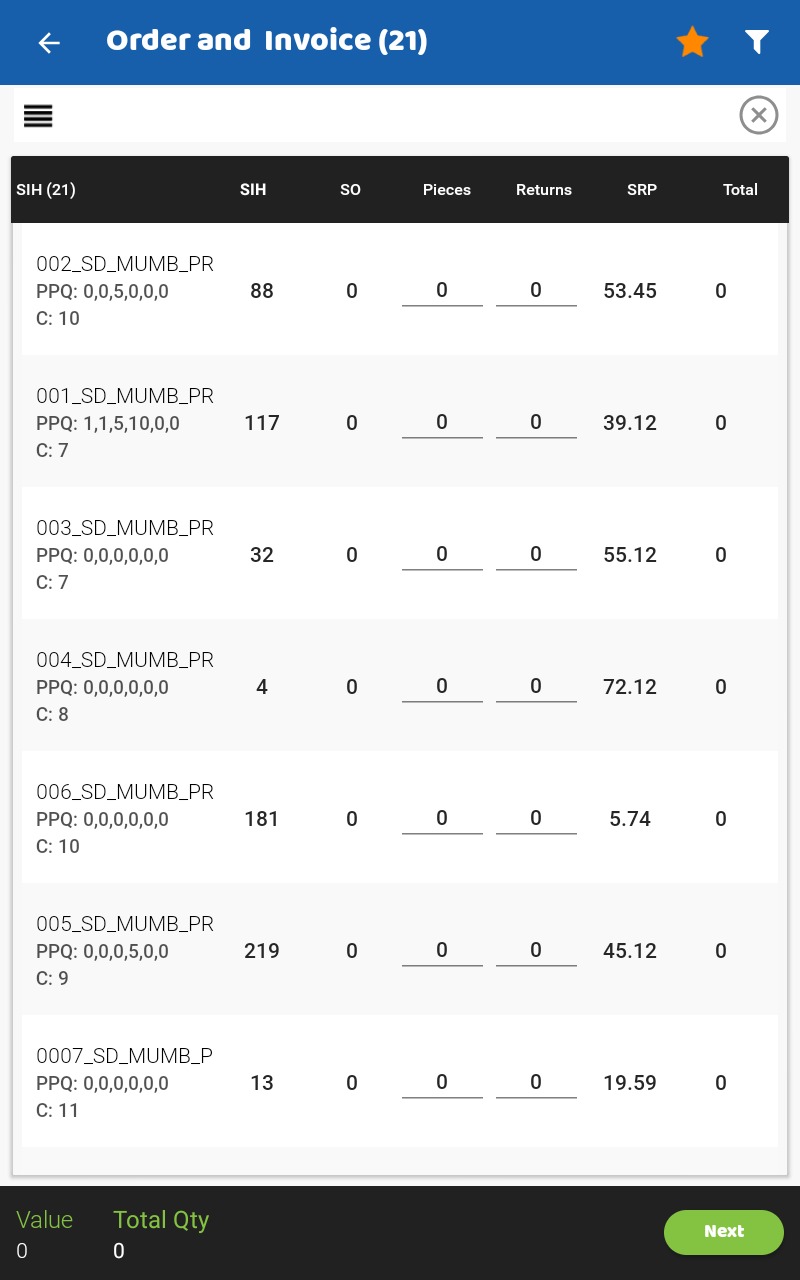 Order and Invoice (21)
SIH (21) SIH SO Pieces Returns SRP Total
002_SD_MUMB_PR
PPQ: 0,0,5,0,0,0 88 0 0 0 53.45 0
C: 10
001_SD_MUMB_PR
PPQ: 1,1,5,10,0,0 117 0 0 0 39.12 0
C: 7
003_SD_MUMB_PR
PPQ: 0,0,0,0,0,0 32 0 0 0 55.12 0
C: 7
004_SD_MUMB_PR
PPQ: 0,0,0,0,0,0 4 0 0 0 72.12 0
C: 8
006_SD_MUMB_PR
PPQ: 0,0,0,0,0,0 181 0 0 0 5.74 0
C: 10
005_SD_MUMB_PR
PPQ: 0,0,0,5,0,0 219 0 0 0 45.12 0
C: 9
0007_SD_MUMB_P
PPQ: 0,0,0,0,0,0 13 0 0 0 19.59 0
C: 11
Value Total Qty
0 0
Next